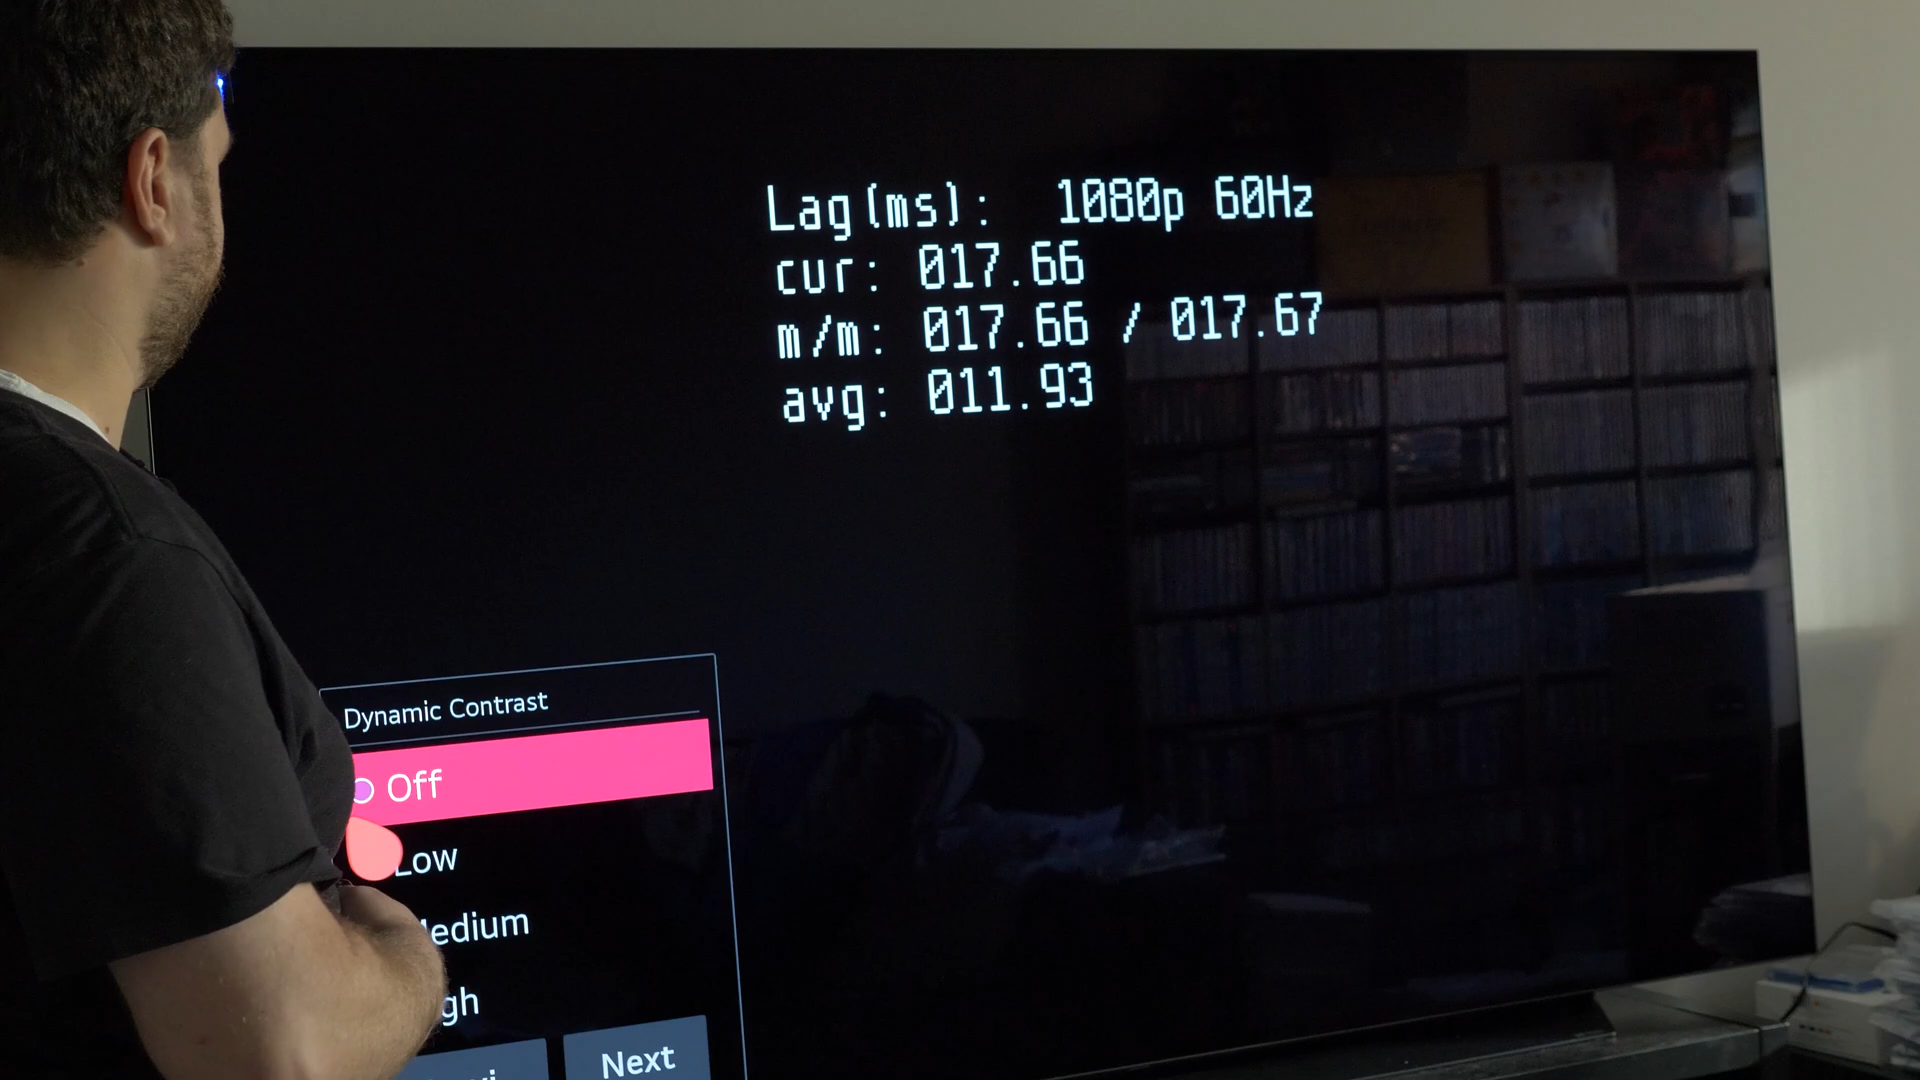 Lag(ms): 1080p 60Hz
cur: 017.66
m/m: 017.66 / 017.67
avg: 011.93
Dynamic Contrast
Off
Low
Next